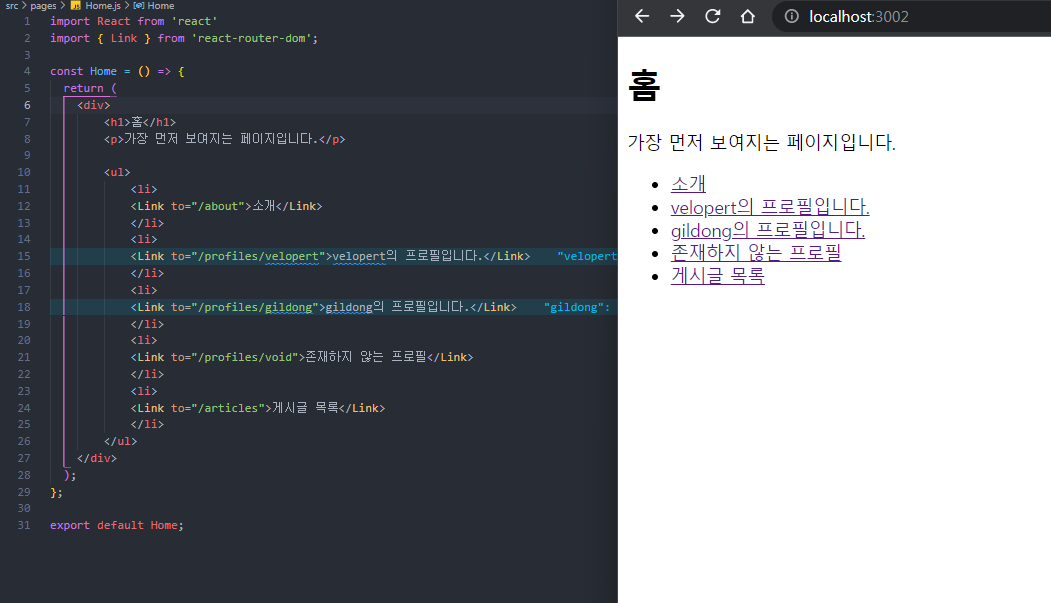 src > pages > Home.js > Home
1 import React from 'react'
2 import { Link } from 'react-router-dom';
3
4 const Home = () => {
5 return (
6 <div>
7 <h1>홈</h1>
8 <p>가장 먼저 보여지는 페이지입니다.</p>
9
10 <ul>
11 <li>
12 <Link to="/about">소개</Link>
13 </li>
14 <li>
15 <Link to="/profiles/velopert">velopert의 프로필입니다.</Link> "velopert
16 </li>
17 <li>
18 <Link to="/profiles/gildong">gildong의 프로필입니다.</Link> "gildong":
19 </li>
20 <li>
21 <Link to="/profiles/void">존재하지 않는 프로필</Link>
22 </li>
23 <li>
24 <Link to="/articles">게시글 목록</Link>
25 </li>
26 </ul>
27 </div>
28 );
29 };
30
31 export default Home;
localhost:3002
홈
가장 먼저 보여지는 페이지입니다.
소개
velopert의 프로필입니다.
gildong의 프로필입니다.
존재하지 않는 프로필
게시글 목록